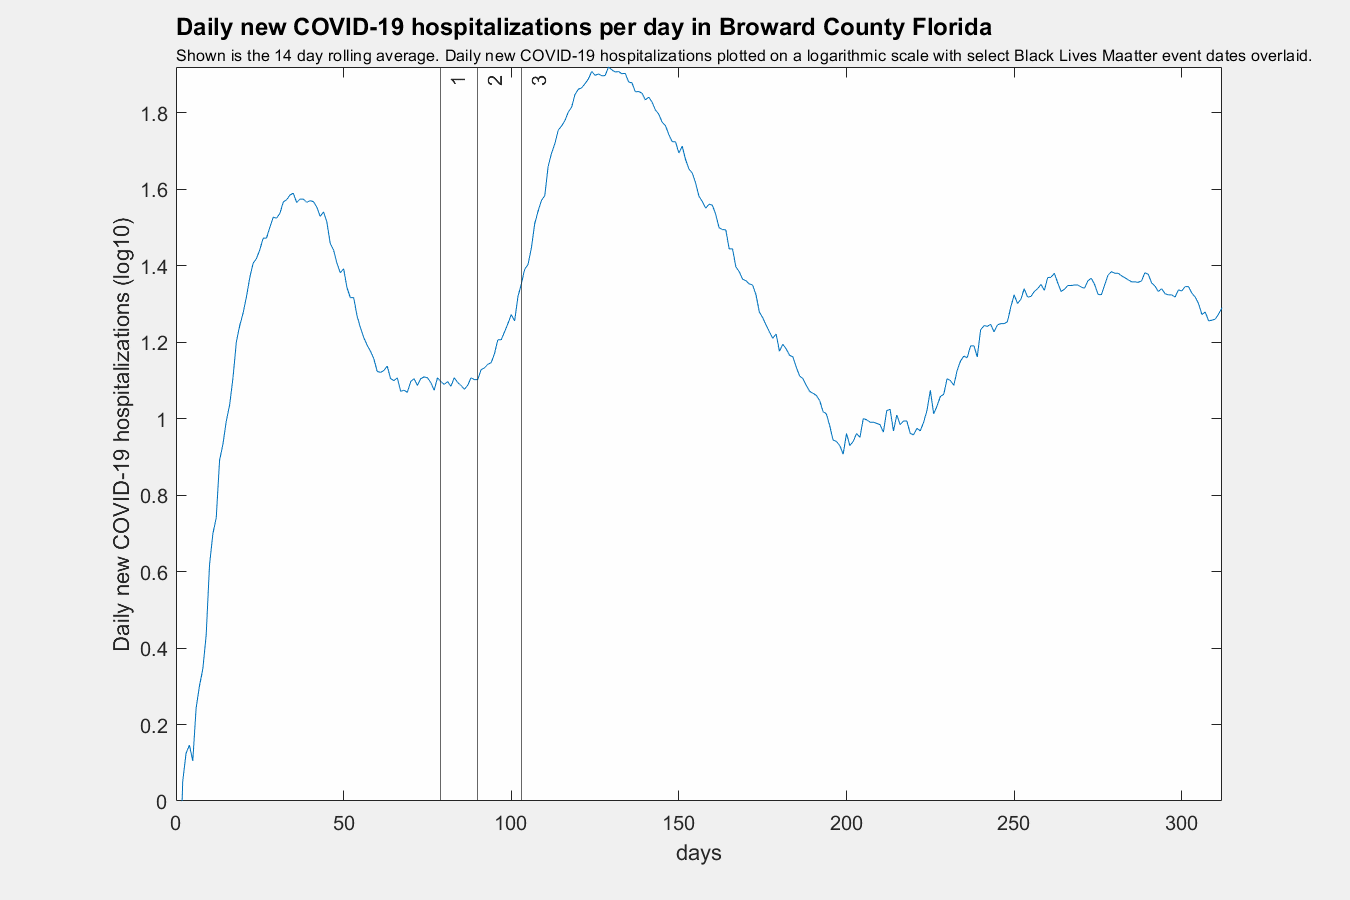 Daily new COVID-19 hospitalizations per day in Broward County Florida
Shown is the 14 day rolling average. Daily new COVID-19 hospitalizations plotted on a logarithmic scale with select Black Lives Maatter event dates overlaid.
1
2
3
1.8
1.6
1.4
1.2
1
0.8
0.6
0.4
0.2
0
Daily new COVID-19 hospitalizations (log10)
0 50 100 150 200 250 300
days